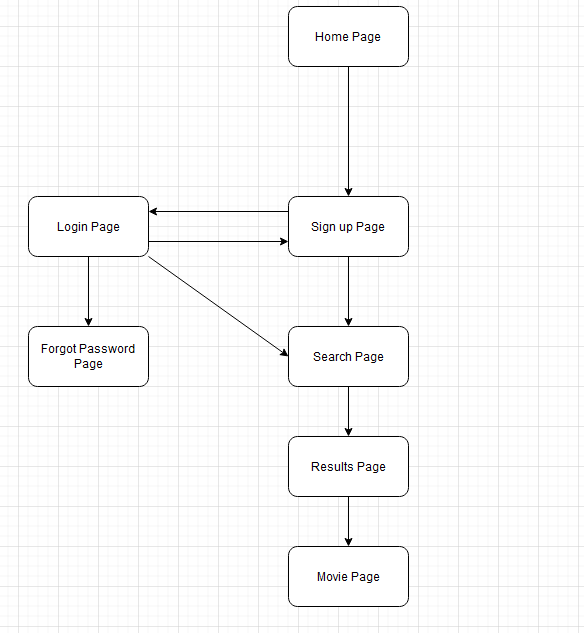 Home Page
Login Page
Sign up Page
Forgot Password
Page
Search Page
Results Page
Movie Page